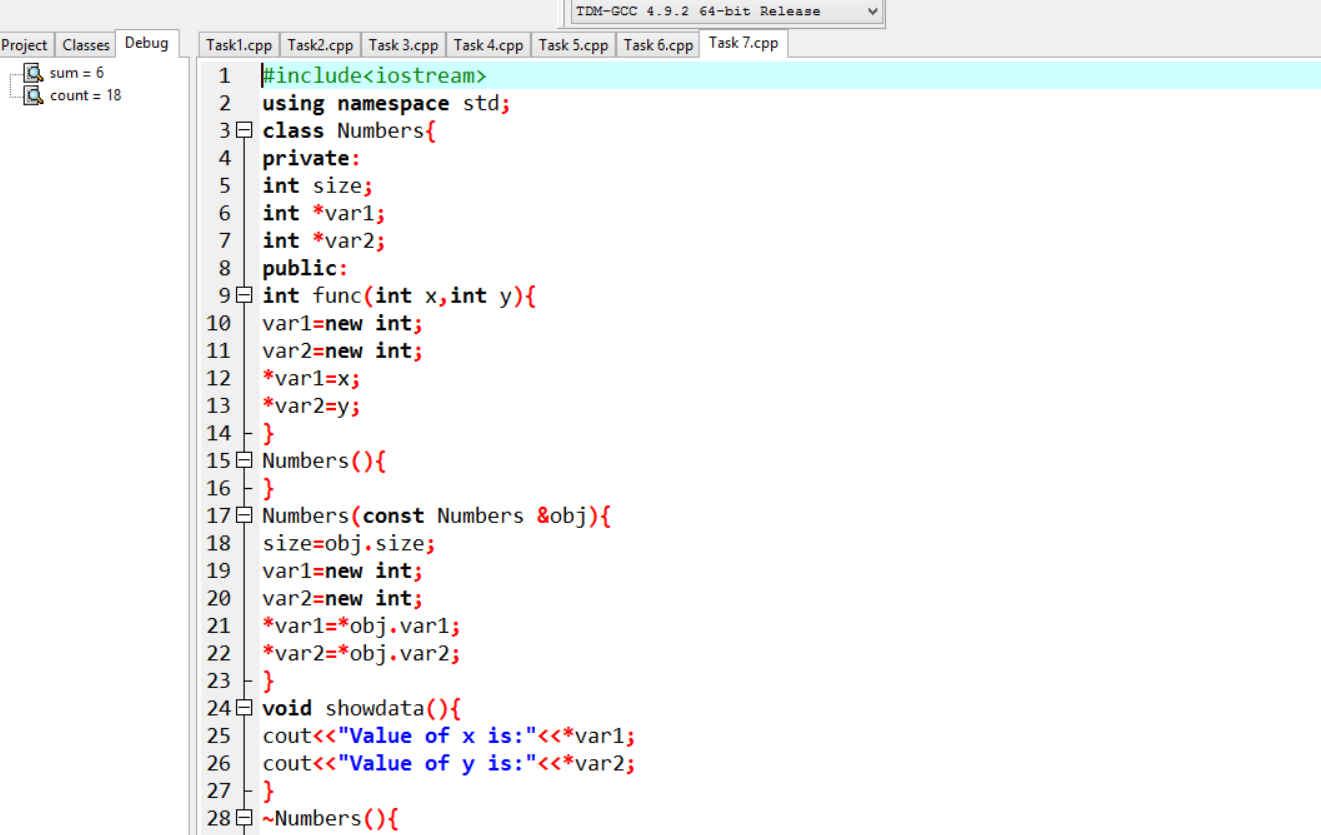 TDM-GCC 4.9.2 64-bit Release
Project Classes Debug
Task1.cpp Task2.cpp Task 3.cpp Task 4.cpp Task 5.cpp Task 6.cpp Task 7.cpp
sum = 6
count = 18
1 #include<iostream>
2 using namespace std;
3 class Numbers{
4 private:
5 int size;
6 int *var1;
7 int *var2;
8 public:
9 int func(int x,int y){
10 var1=new int;
11 var2=new int;
12 *var1=x;
13 *var2=y;
14 }
15 Numbers(){
16 }
17 Numbers(const Numbers &obj){
18 size=obj.size;
19 var1=new int;
20 var2=new int;
21 *var1=*obj.var1;
22 *var2=*obj.var2;
23 }
24 void showdata(){
25 cout<<"Value of x is:"<<*var1;
26 cout<<"Value of y is:"<<*var2;
27 }
28 ~Numbers(){